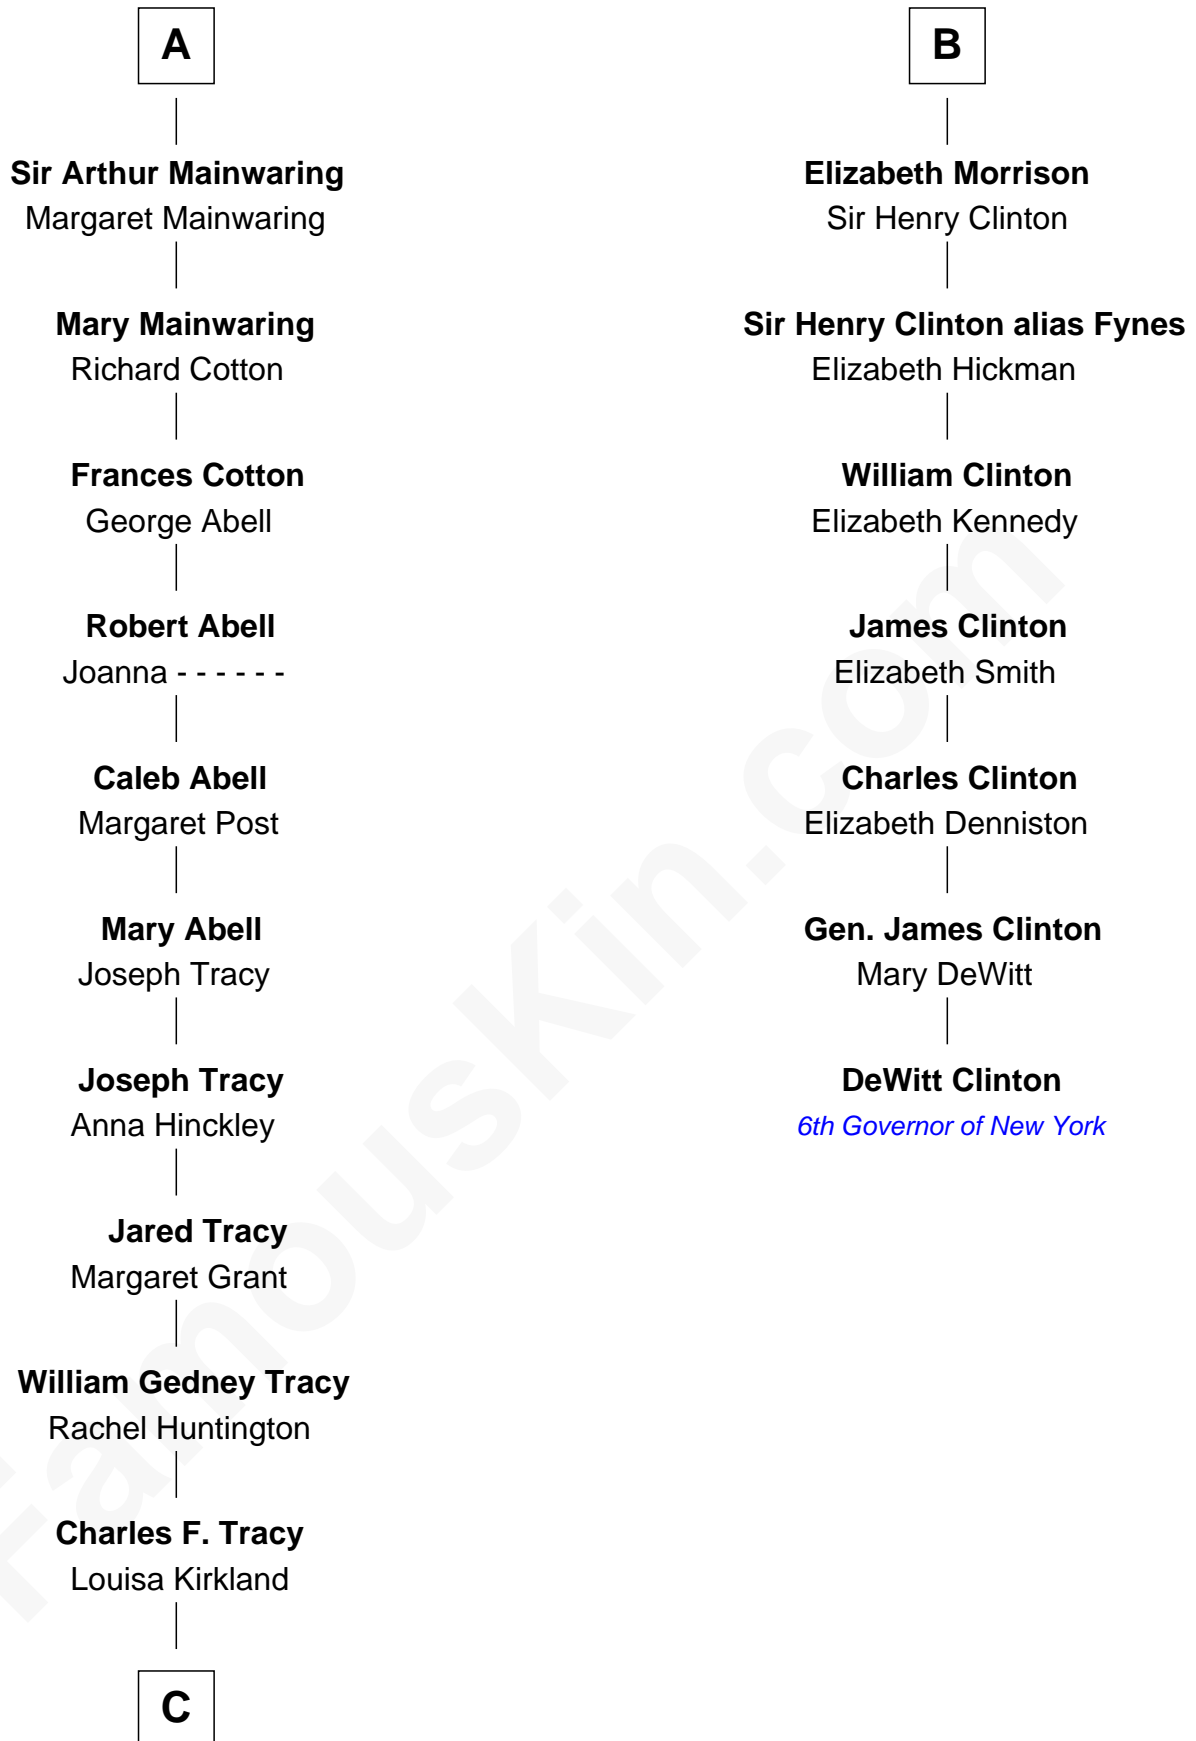 A
Sir Arthur Mainwaring
Margaret Mainwaring
Mary Mainwaring
Richard Cotton
Frances Cotton
George Abell
Robert Abell
Joanna - - - - - -
Caleb Abell
Margaret Post
Mary Abell
Joseph Tracy
Joseph Tracy
Anna Hinckley
Jared Tracy
Margaret Grant
William Gedney Tracy
Rachel Huntington
Charles F. Tracy
Louisa Kirkland
C
B
Elizabeth Morrison
Sir Henry Clinton
Sir Henry Clinton alias Fynes
Elizabeth Hickman
William Clinton
Elizabeth Kennedy
James Clinton
Elizabeth Smith
Charles Clinton
Elizabeth Denniston
Gen. James Clinton
Mary DeWitt
DeWitt Clinton
6th Governor of New York
FamousKin.com